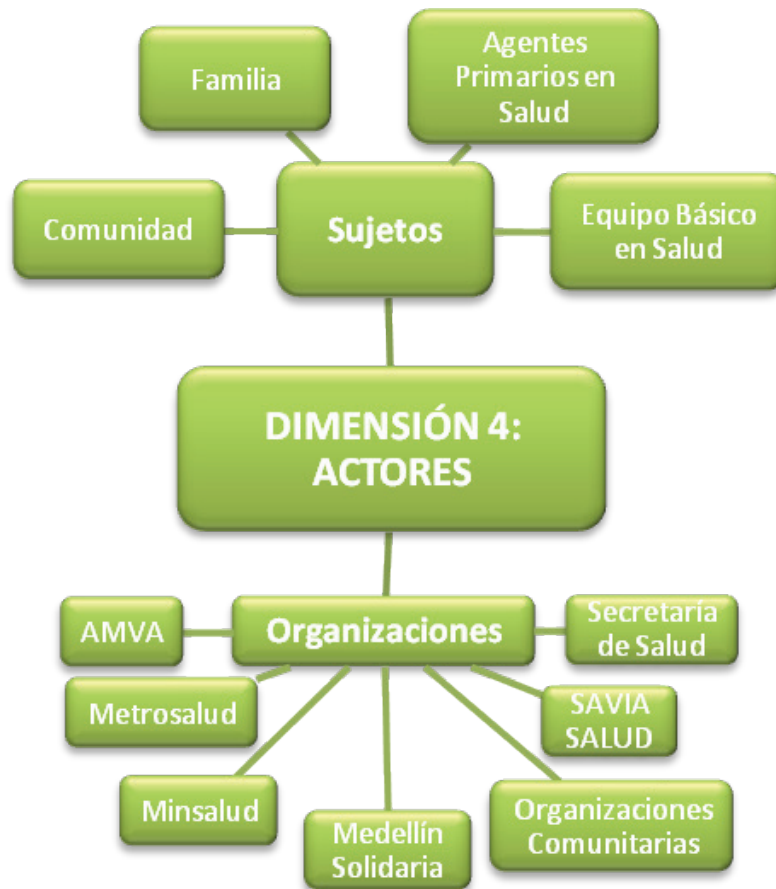 Familia
Agentes
Primarios en
Salud
Comunidad
Sujetos
Equipo Básico
en Salud
DIMENSIÓN 4:
ACTORES
AMVA
Organizaciones
Secretaría
de Salud
Metrosalud
SAVIA
SALUD
Minsalud
Medellín
Solidaria
Organizaciones
Comunitarias